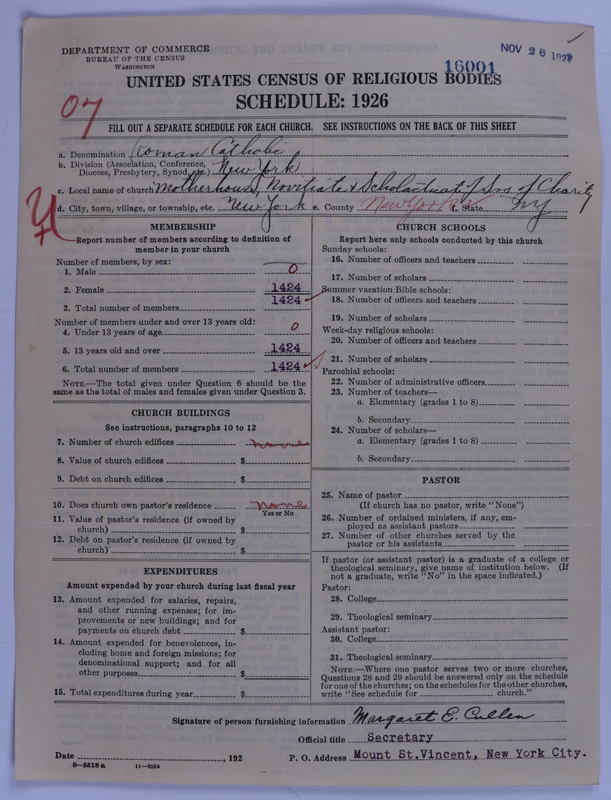 DEPARTMENT OF COMMERCE
BUREAU OF THE CENSUS
WASHINGTON
NOV 26 1927
16001
UNITED STATES CENSUS OF RELIGIOUS BODIES
SCHEDULE: 1926
07
FILL OUT A SEPARATE SCHEDULE FOR EACH CHURCH. SEE INSTRUCTIONS ON THE BACK OF THIS SHEET
a. Denomination Roman Catholic
b. Division (Association, Conference, Diocese, Presbytery, Synod, etc.) New York
c. Local name of church Motherhouse, Novitiate & Scholasticate of Srs. of Charity
d. City, town, village, or township, etc. New York e. County New York f. State NY
MEMBERSHIP
Report number of members according to definition of
member in your church
Number of members, by sex:
1. Male 0
2. Female 1424
3. Total number of members 1424
Number of members under and over 13 years old:
4. Under 13 years of age 0
5. 13 years old and over 1424
6. Total number of members 1424
NOTE.—The total given under Question 6 should be the
same as the total of males and females given under Question 3.
CHURCH BUILDINGS
See instructions, paragraphs 10 to 12
7. Number of church edifices none
8. Value of church edifices $
9. Debt on church edifices $
10. Does church own pastor's residence none
Yes or No
11. Value of pastor's residence (if owned by
church) $
12. Debt on pastor's residence (if owned by
church) $
EXPENDITURES
Amount expended by your church during last fiscal year
13. Amount expended for salaries, repairs,
and other running expenses; for im-
provements or new buildings; and for
payments on church debt $
14. Amount expended for benevolences, in-
cluding home and foreign missions; for
denominational support; and for all
other purposes $
15. Total expenditures during year $
CHURCH SCHOOLS
Report here only schools conducted by this church
Sunday schools:
16. Number of officers and teachers
17. Number of scholars
Summer vacation Bible schools:
18. Number of officers and teachers
19. Number of scholars
Week-day religious schools:
20. Number of officers and teachers
21. Number of scholars
Parochial schools:
22. Number of administrative officers
23. Number of teachers—
a. Elementary (grades 1 to 8)
b. Secondary
24. Number of scholars—
a. Elementary (grades 1 to 8)
b. Secondary
PASTOR
25. Name of pastor
(If church has no pastor, write "None")
26. Number of ordained ministers, if any, em-
ployed as assistant pastors
27. Number of other churches served by the
pastor or his assistants
If pastor (or assistant pastor) is a graduate of a college or
theological seminary, give name of institution below. (If
not a graduate, write "No" in the space indicated.)
Pastor:
28. College
29. Theological seminary
Assistant pastor:
30. College
31. Theological seminary
NOTE.—Where one pastor serves two or more churches,
Questions 28 and 29 should be answered only on the schedule
for one of the churches; on the schedules for the other churches,
write "See schedule for church."
Signature of person furnishing information Margaret E. Cullen
Official title Secretary
Date , 192 P. O. Address Mount St. Vincent, New York City.
8—5518 a 11—9084